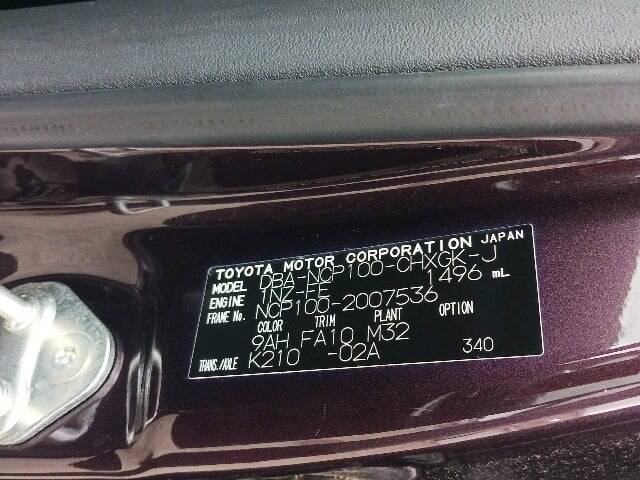 TOYOTA MOTOR CORPORATION JAPAN
MODEL DBA-NCP100-CHXGK-J
ENGINE 1NZ-FE 1496 mL
FRAME No. NCP100-2007536
COLOR TRIM PLANT
9AH FA10 M32
TRANS./AXLE K210 -02A 340